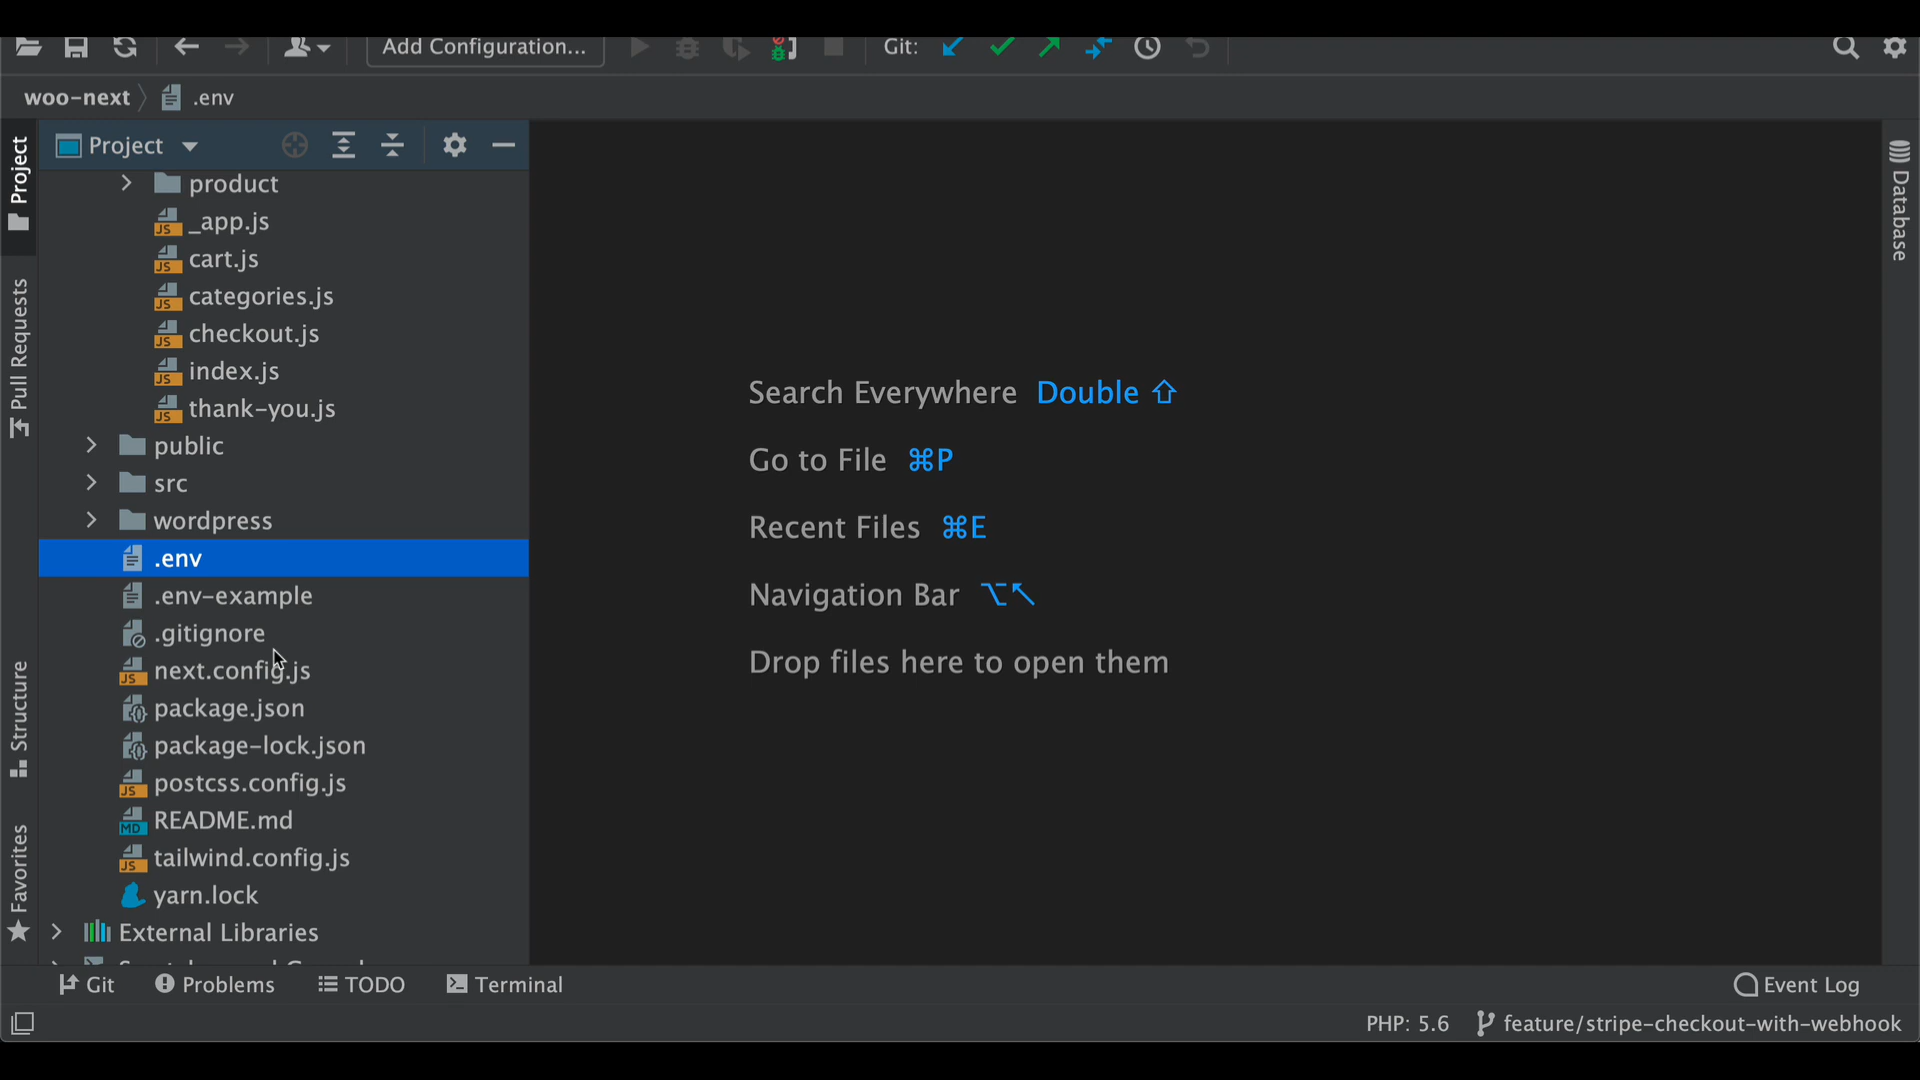 Add Configuration...
Git:
woo-next
.env
Project
Project
Pull Requests
Structure
Favorites
product
_app.js
cart.js
categories.js
checkout.js
index.js
thank-you.js
public
src
wordpress
.env
.env-example
.gitignore
next.config.js
package.json
package-lock.json
postcss.config.js
README.md
tailwind.config.js
yarn.lock
External Libraries
Search Everywhere Double ⇧
Go to File ⌘P
Recent Files ⌘E
Navigation Bar ⌥↖
Drop files here to open them
Database
Git
Problems
TODO
Terminal
Event Log
PHP: 5.6
feature/stripe-checkout-with-webhook